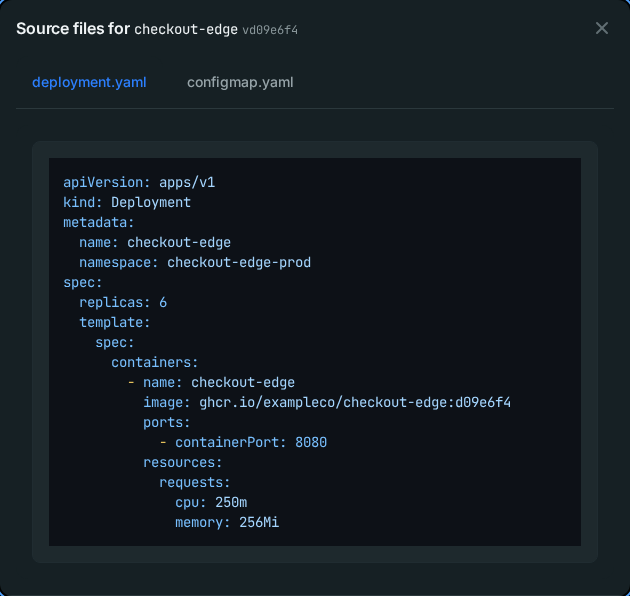 Source files for checkout-edge vd09e6f4
deployment.yaml configmap.yaml
apiVersion: apps/v1
kind: Deployment
metadata:
  name: checkout-edge
  namespace: checkout-edge-prod
spec:
  replicas: 6
  template:
    spec:
      containers:
        - name: checkout-edge
          image: ghcr.io/exampleco/checkout-edge:d09e6f4
          ports:
            - containerPort: 8080
          resources:
            requests:
              cpu: 250m
              memory: 256Mi